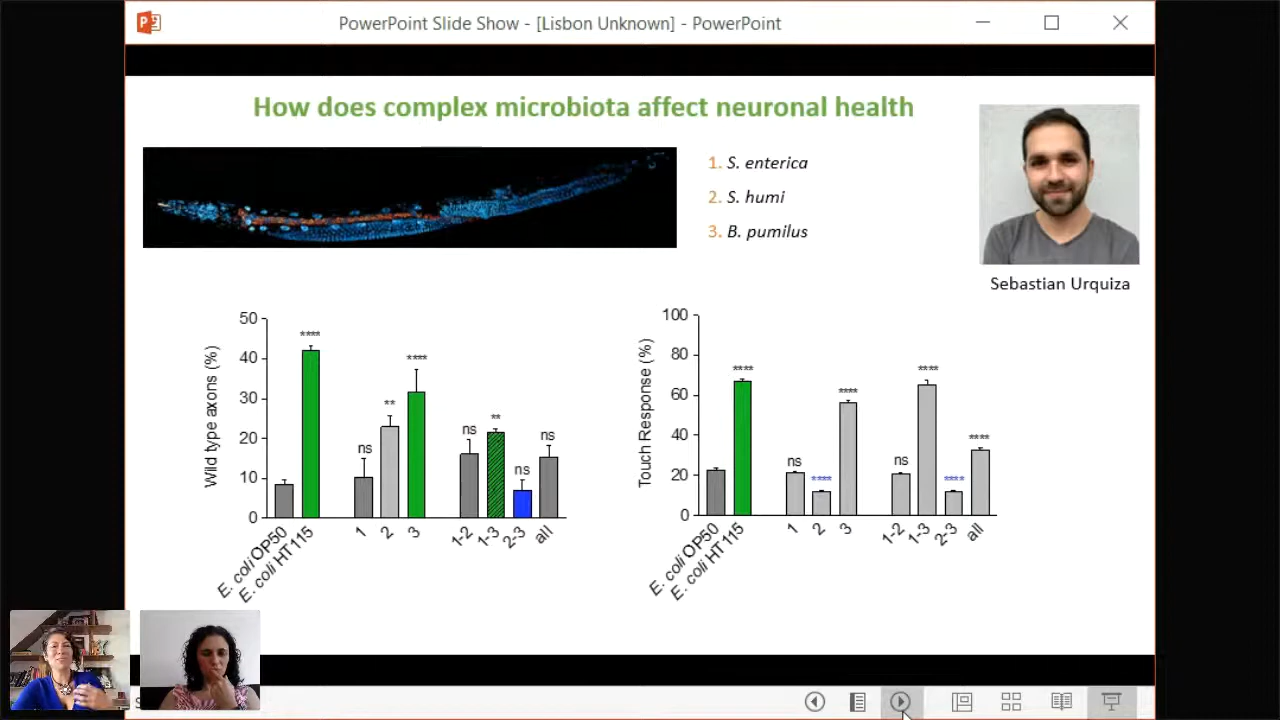 PowerPoint Slide Show - [Lisbon Unknown] - PowerPoint
How does complex microbiota affect neuronal health
1. S. enterica
2. S. humi
3. B. pumilus
Sebastian Urquiza
Wild type axons (%)
50
40
30
20
10
0
****
ns
**
****
ns
**
ns
ns
E. coli OP50
E. coli HT115
1
2
3
1-2
1-3
2-3
all
Touch Response (%)
100
80
60
40
20
0
****
ns
****
****
ns
****
****
****
E. coli OP50
E. coli HT115
1
2
3
1-2
1-3
2-3
all